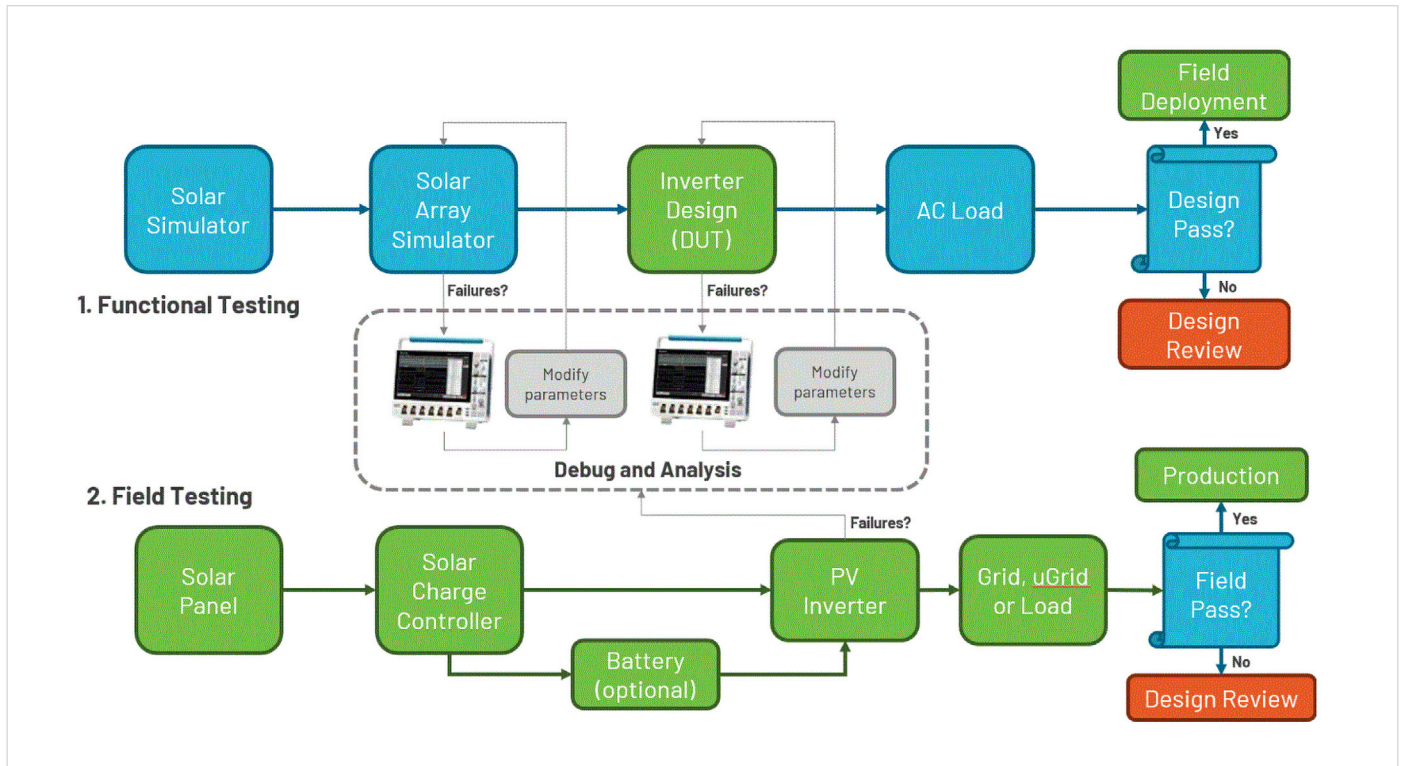 Field
Deployment
Yes
Solar
Simulator
Solar
Array
Simulator
Inverter
Design
(DUT)
AC Load
Design
Pass?
Failures?
Failures?
No
1. Functional Testing
Design
Review
Modify
parameters
Modify
parameters
Debug and Analysis
2. Field Testing
Production
Failures?
Yes
Solar
Panel
Solar
Charge
Controller
PV
Inverter
Grid, uGrid
or Load
Field
Pass?
Battery
(optional)
No
Design Review